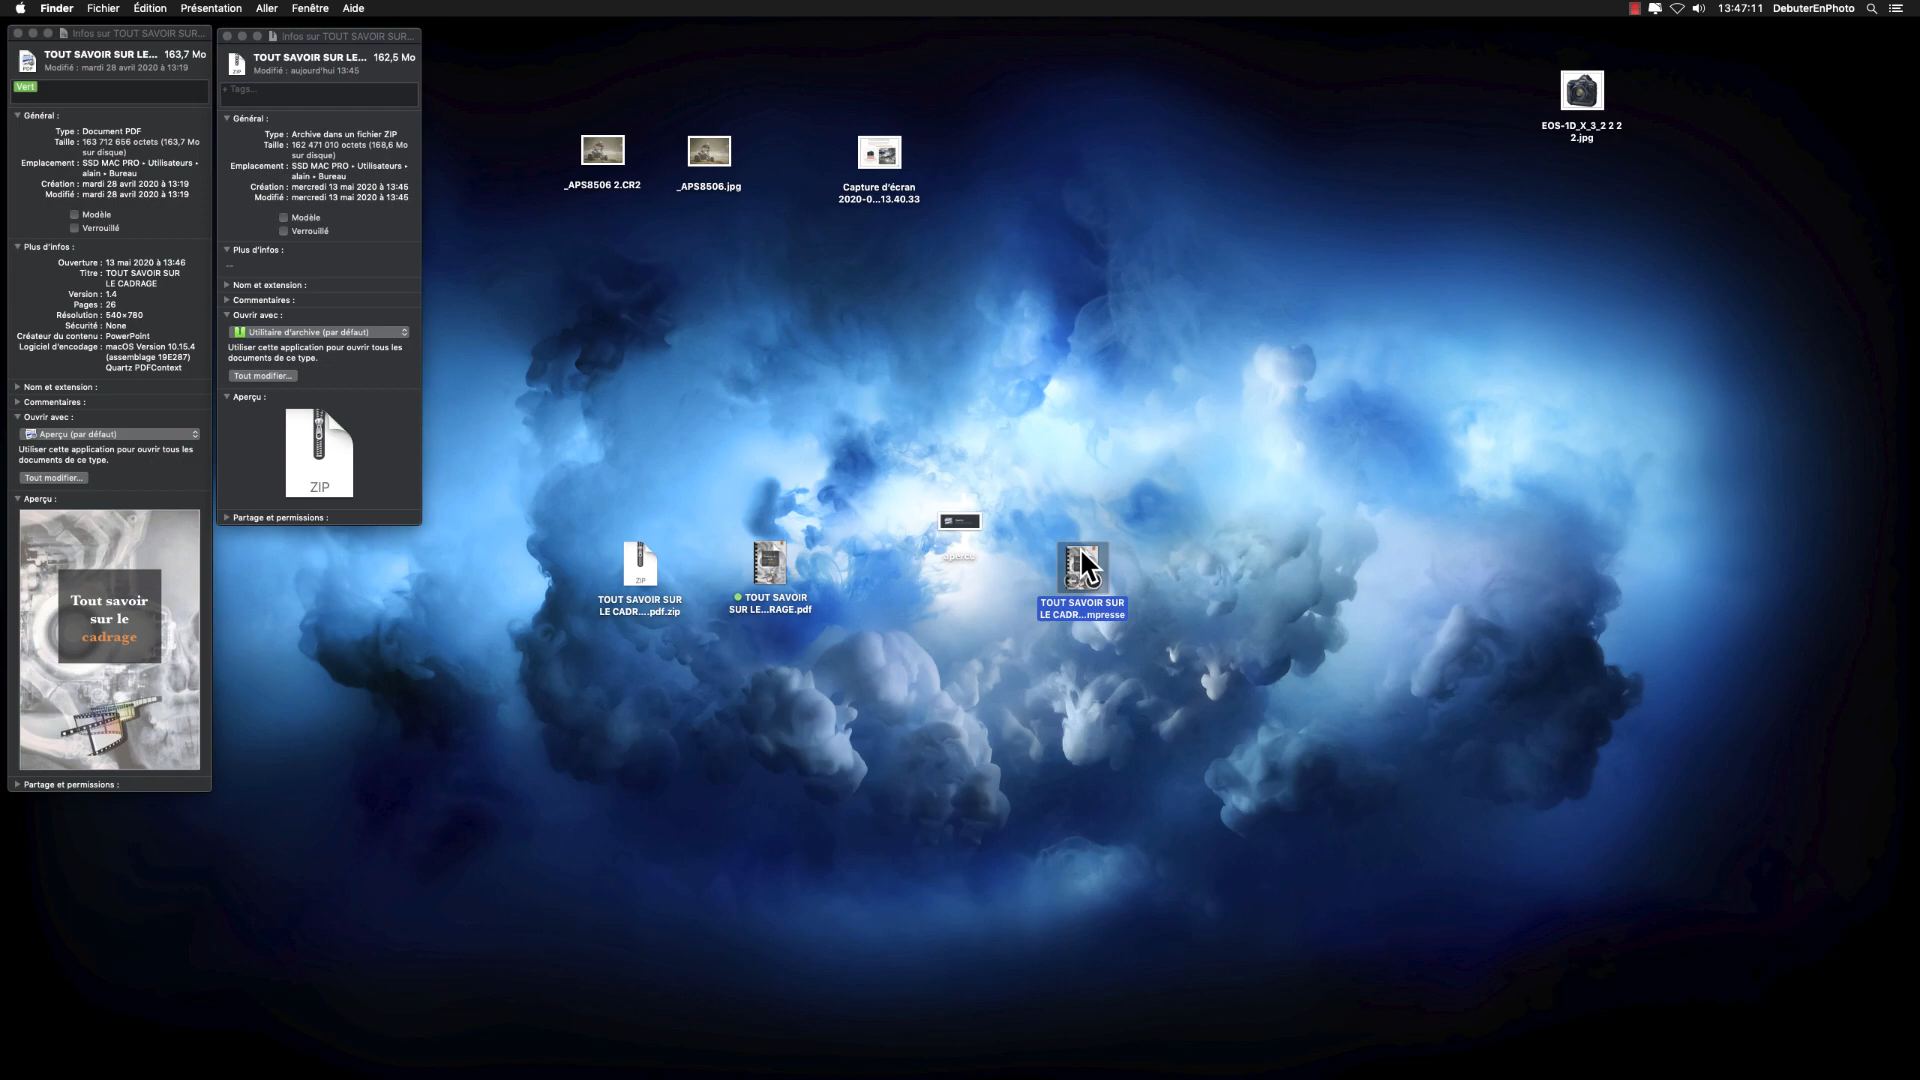 Finder Fichier Édition Présentation Aller Fenêtre Aide
13:47:11 DebuterEnPhoto
Infos sur TOUT SAVOIR SUR...
TOUT SAVOIR SUR LE... 163,7 Mo
Modifié : mardi 28 avril 2020 à 13:19
Vert
Général :
Type : Document PDF
Taille : 163 712 656 octets (163,7 Mo
sur disque)
Emplacement : SSD MAC PRO ▸ Utilisateurs ▸
alain ▸ Bureau
Création : mardi 28 avril 2020 à 13:19
Modifié : mardi 28 avril 2020 à 13:19
Modèle
Verrouillé
Plus d'infos :
Ouverture : 13 mai 2020 à 13:46
Titre : TOUT SAVOIR SUR
LE CADRAGE
Version : 1.4
Pages : 26
Résolution : 540×780
Sécurité : None
Créateur du contenu : PowerPoint
Logiciel d'encodage : macOS Version 10.15.4
(assemblage 19E287)
Quartz PDFContext
Nom et extension :
Commentaires :
Ouvrir avec :
Aperçu (par défaut)
Utiliser cette application pour ouvrir tous les
documents de ce type.
Tout modifier...
Aperçu :
Tout savoir
sur le
cadrage
Partage et permissions :
Infos sur TOUT SAVOIR SUR...
ZIP
TOUT SAVOIR SUR LE... 162,5 Mo
Modifié : aujourd'hui 13:45
+ Tags...
Général :
Type : Archive dans un fichier ZIP
Taille : 162 471 010 octets (168,6 Mo
sur disque)
Emplacement : SSD MAC PRO ▸ Utilisateurs ▸
alain ▸ Bureau
Création : mercredi 13 mai 2020 à 13:45
Modifié : mercredi 13 mai 2020 à 13:45
Modèle
Verrouillé
Plus d'infos :
--
Nom et extension :
Commentaires :
Ouvrir avec :
Utilitaire d'archive (par défaut)
Utiliser cette application pour ouvrir tous les
documents de ce type.
Tout modifier...
Aperçu :
ZIP
Partage et permissions :
_APS8506 2.CR2
_APS8506.jpg
Capture d'écran
2020-0...13.40.33
EOS-1D_X_3_2 2 2
2.jpg
ZIP
TOUT SAVOIR SUR
LE CADR....pdf.zip
TOUT SAVOIR
SUR LE...RAGE.pdf
TOUT SAVOIR SUR
LE CADR...mpresse